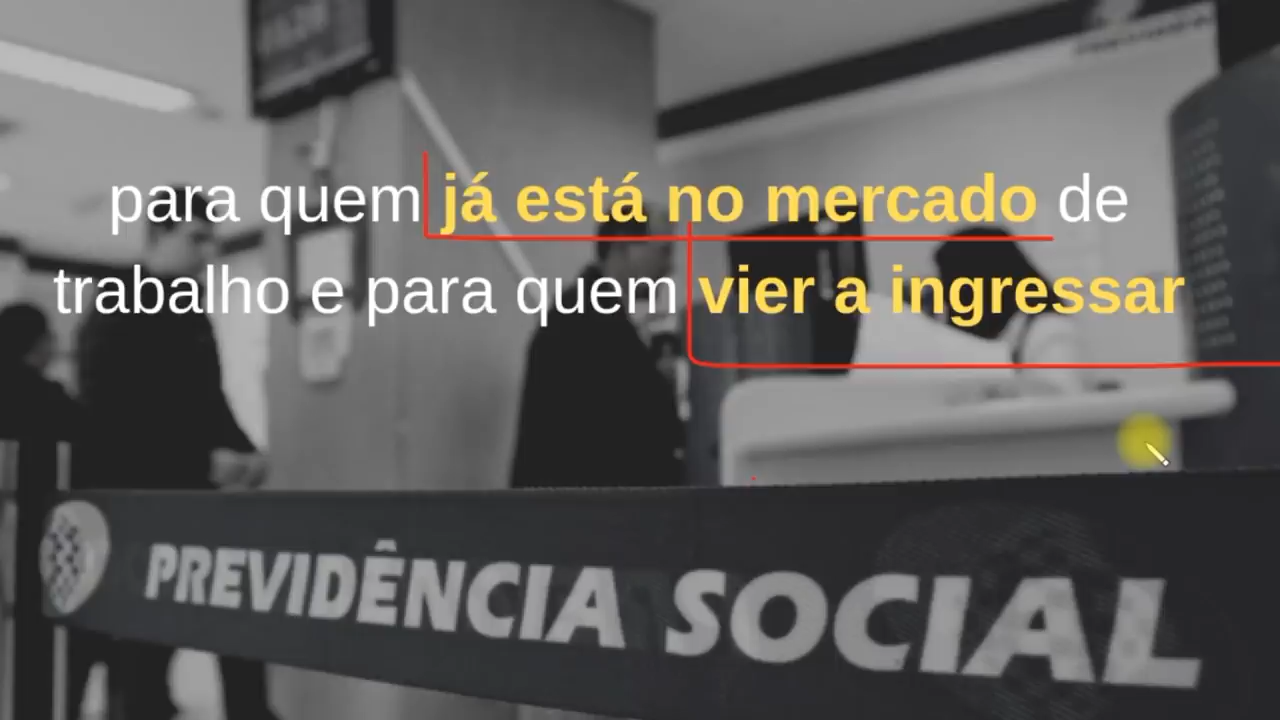 para quem já está no mercado de
trabalho e para quem vier a ingressar
PREVIDÊNCIA SOCIAL